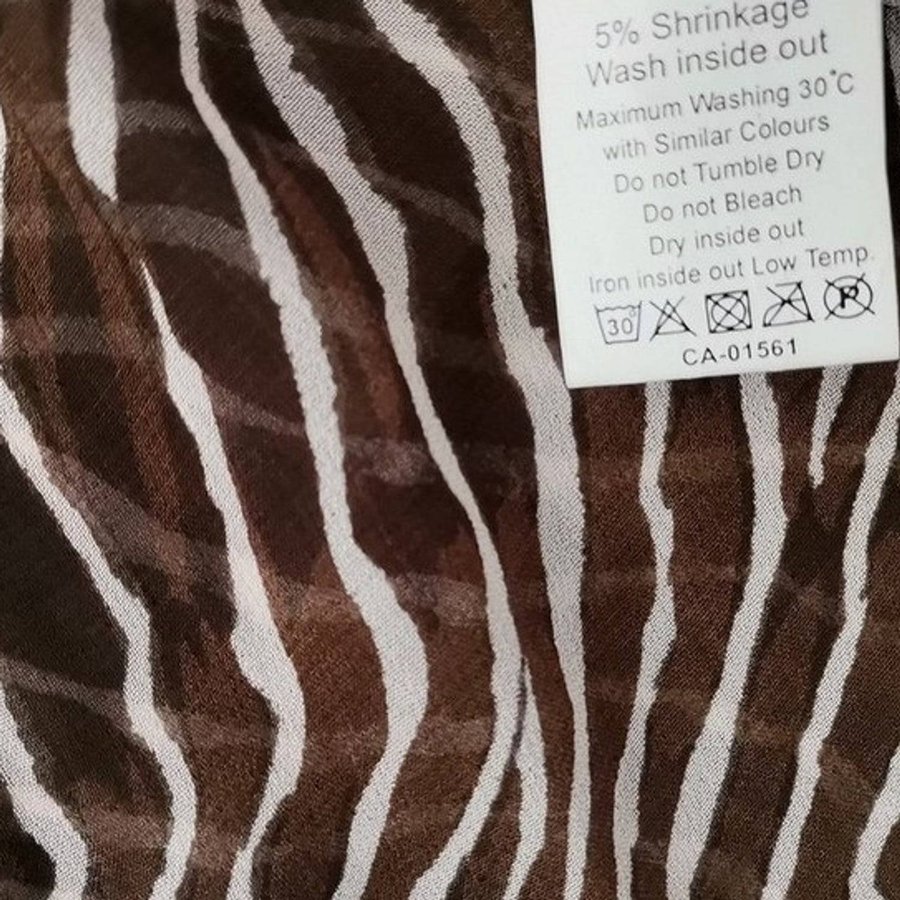 5% Shrinkage
Wash inside out
Maximum Washing 30°C
with Similar Colours
Do not Tumble Dry
Do not Bleach
Dry inside out
Iron inside out Low Temp.
30 P
CA-01561